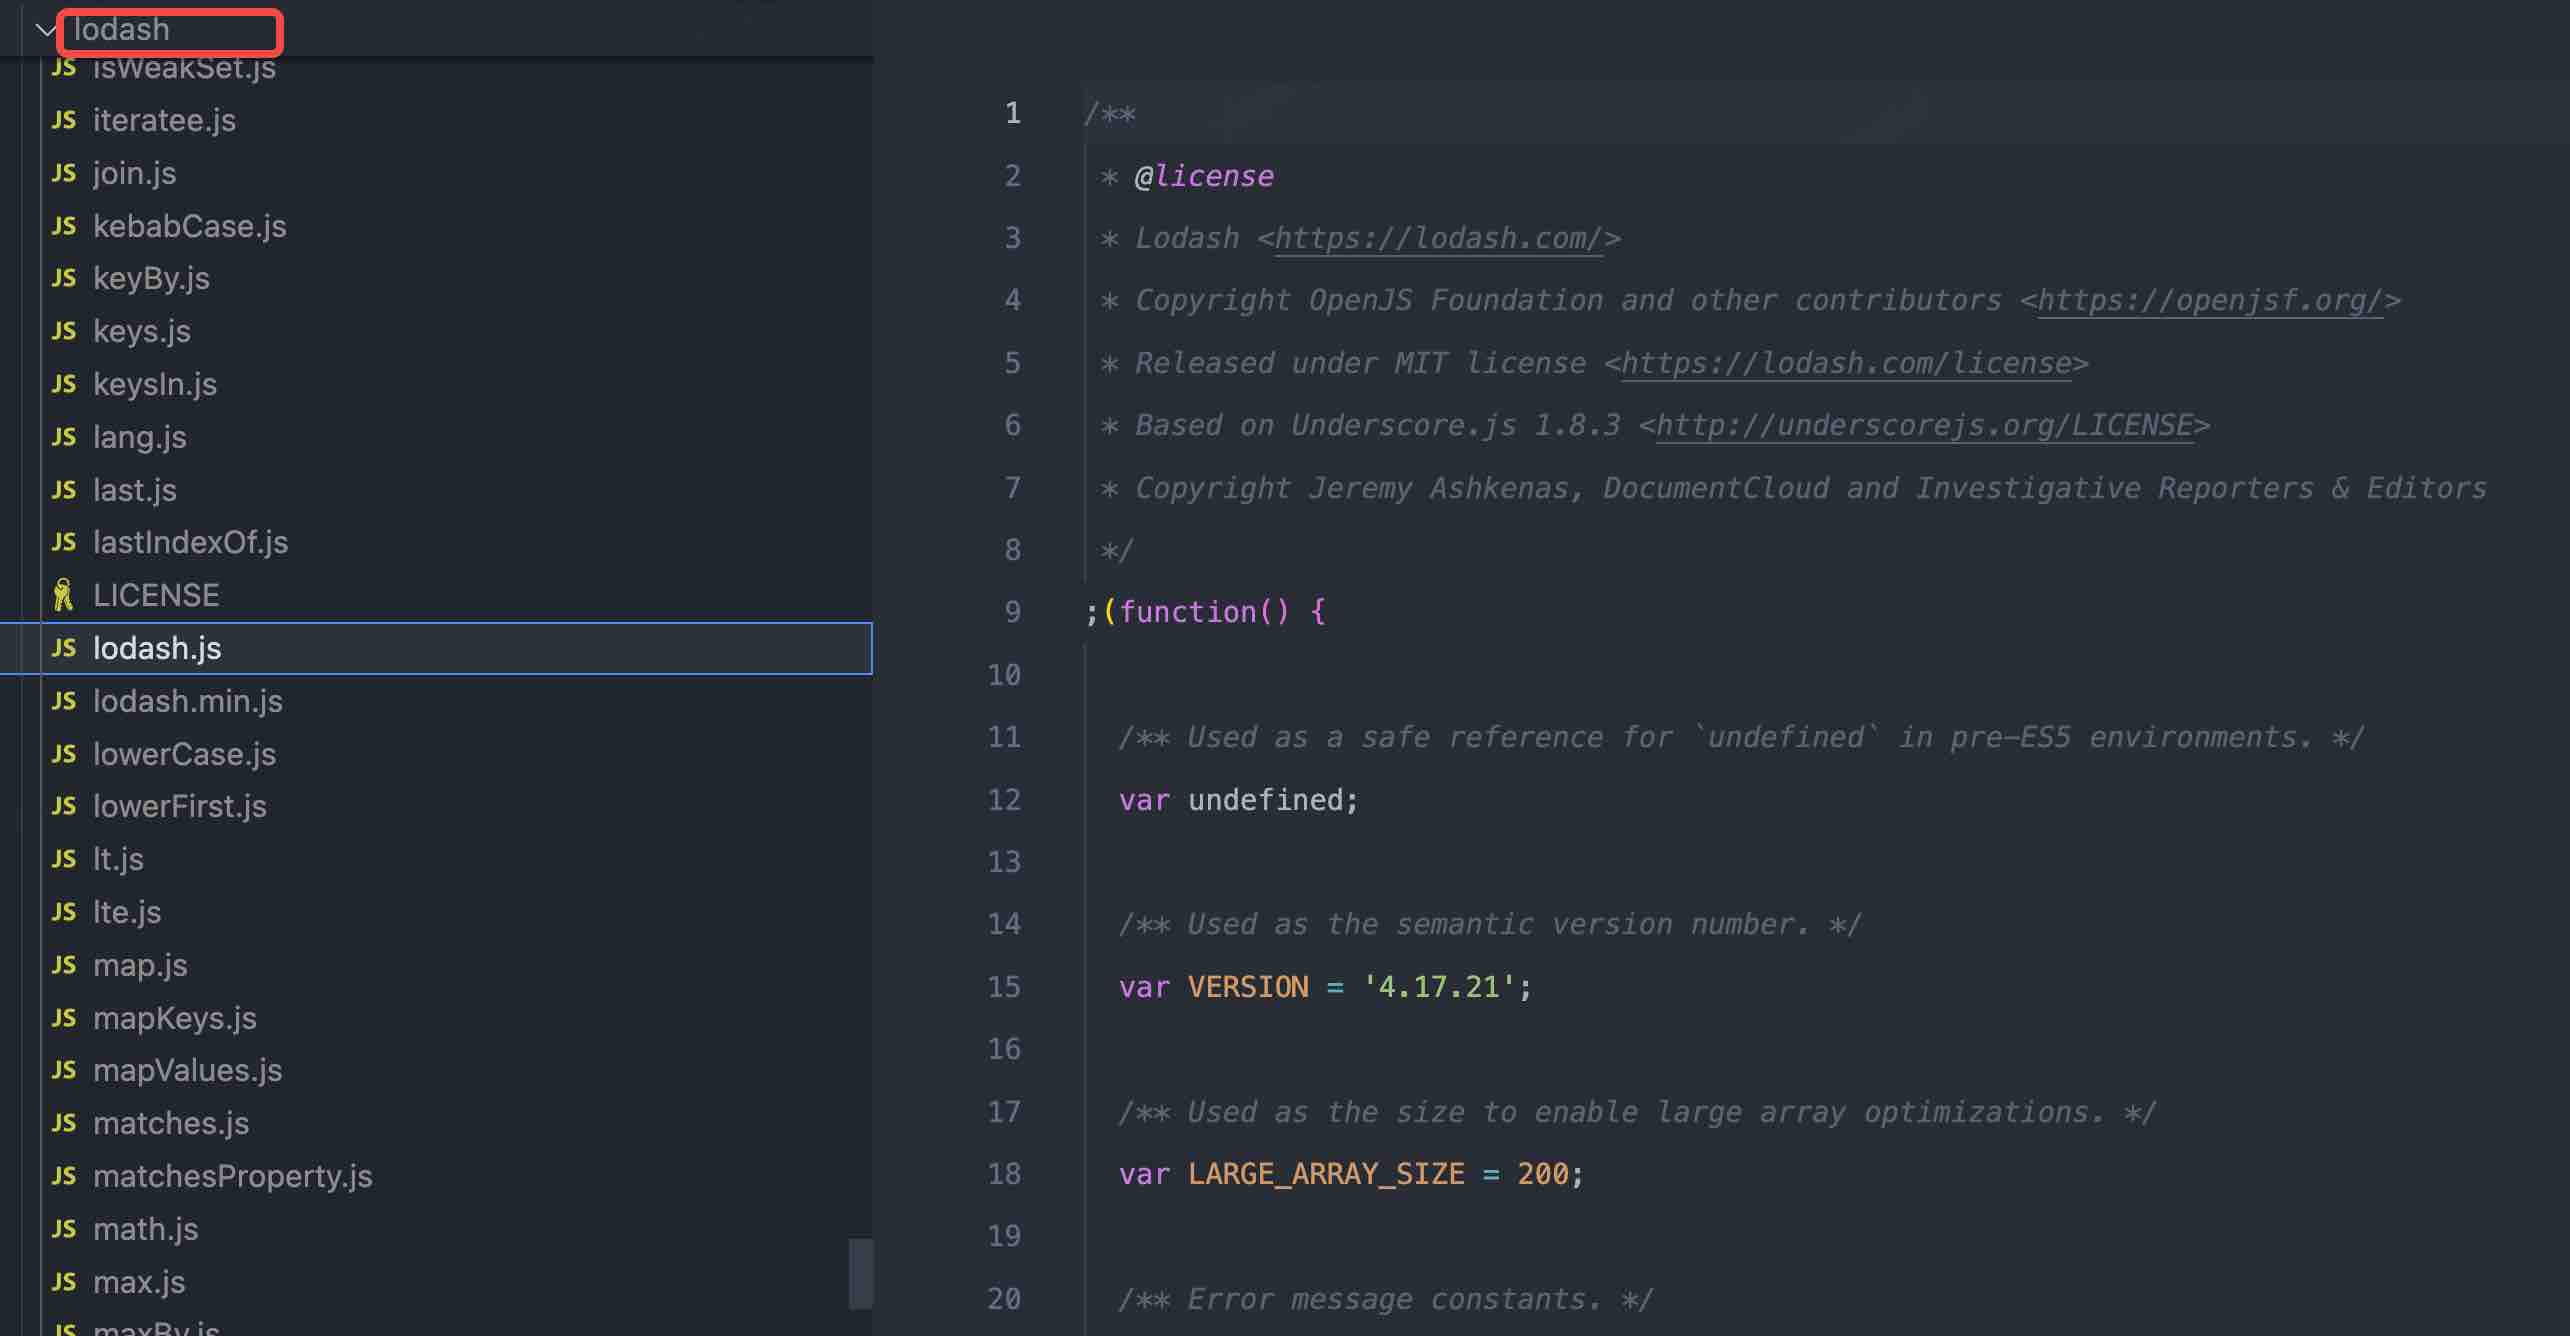 lodash
JS isWeakSet.js
JS iteratee.js
JS join.js
JS kebabCase.js
JS keyBy.js
JS keys.js
JS keysIn.js
JS lang.js
JS last.js
JS lastIndexOf.js
LICENSE
JS lodash.js
JS lodash.min.js
JS lowerCase.js
JS lowerFirst.js
JS lt.js
JS lte.js
JS map.js
JS mapKeys.js
JS mapValues.js
JS matches.js
JS matchesProperty.js
JS math.js
JS max.js
JS maxBy.js
1 /**
2 * @license
3 * Lodash <https://lodash.com/>
4 * Copyright OpenJS Foundation and other contributors <https://openjsf.org/>
5 * Released under MIT license <https://lodash.com/license>
6 * Based on Underscore.js 1.8.3 <http://underscorejs.org/LICENSE>
7 * Copyright Jeremy Ashkenas, DocumentCloud and Investigative Reporters & Editors
8 */
9 ;(function() {
10
11 /** Used as a safe reference for `undefined` in pre-ES5 environments. */
12 var undefined;
13
14 /** Used as the semantic version number. */
15 var VERSION = '4.17.21';
16
17 /** Used as the size to enable large array optimizations. */
18 var LARGE_ARRAY_SIZE = 200;
19
20 /** Error message constants. */